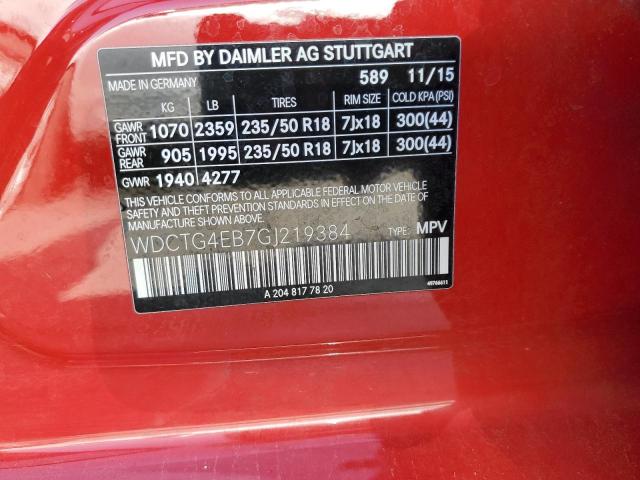 MFD BY DAIMLER AG STUTTGART
MADE IN GERMANY 589 11/15
KG LB TIRES RIM SIZE COLD KPA (PSI)
GAWR FRONT 1070 2359 235/50 R18 7Jx18 300(44)
GAWR REAR 905 1995 235/50 R18 7Jx18 300(44)
GVWR 1940 4277
THIS VEHICLE CONFORMS TO ALL APPLICABLE FEDERAL MOTOR VEHICLE
SAFETY AND THEFT PREVENTION STANDARDS IN EFFECT ON THE DATE
OF MANUFACTURE SHOWN ABOVE.
WDCTG4EB7GJ219384 TYPE: MPV
A 204 817 78 20